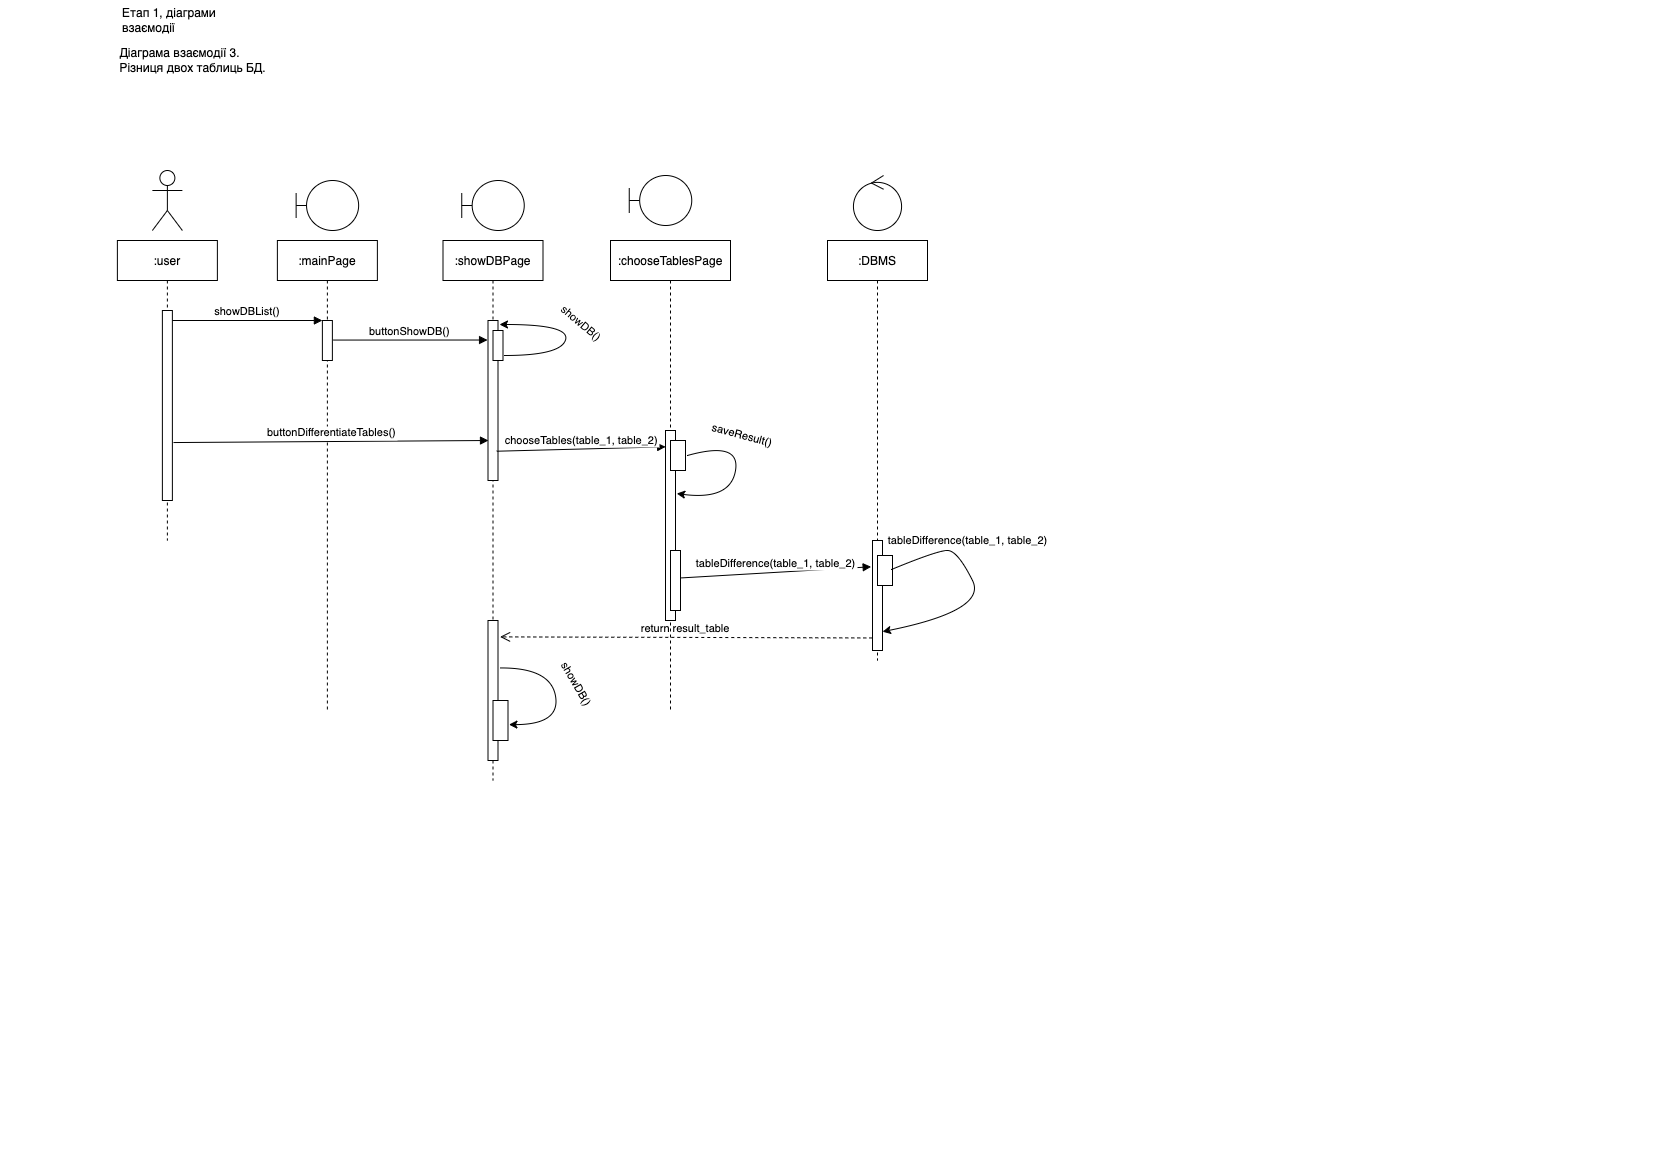 Етап 1, діаграми
взаємодії
Діаграма взаємодії 3.
Різниця двох таблиць БД.
:user
:mainPage
:showDBPage
:chooseTablesPage
:DBMS
showDBList()
buttonShowDB()
showDB()
buttonDifferentiateTables()
chooseTables(table_1, table_2)
saveResult()
tableDifference(table_1, table_2)
tableDifference(table_1, table_2)
return result_table
showDB()